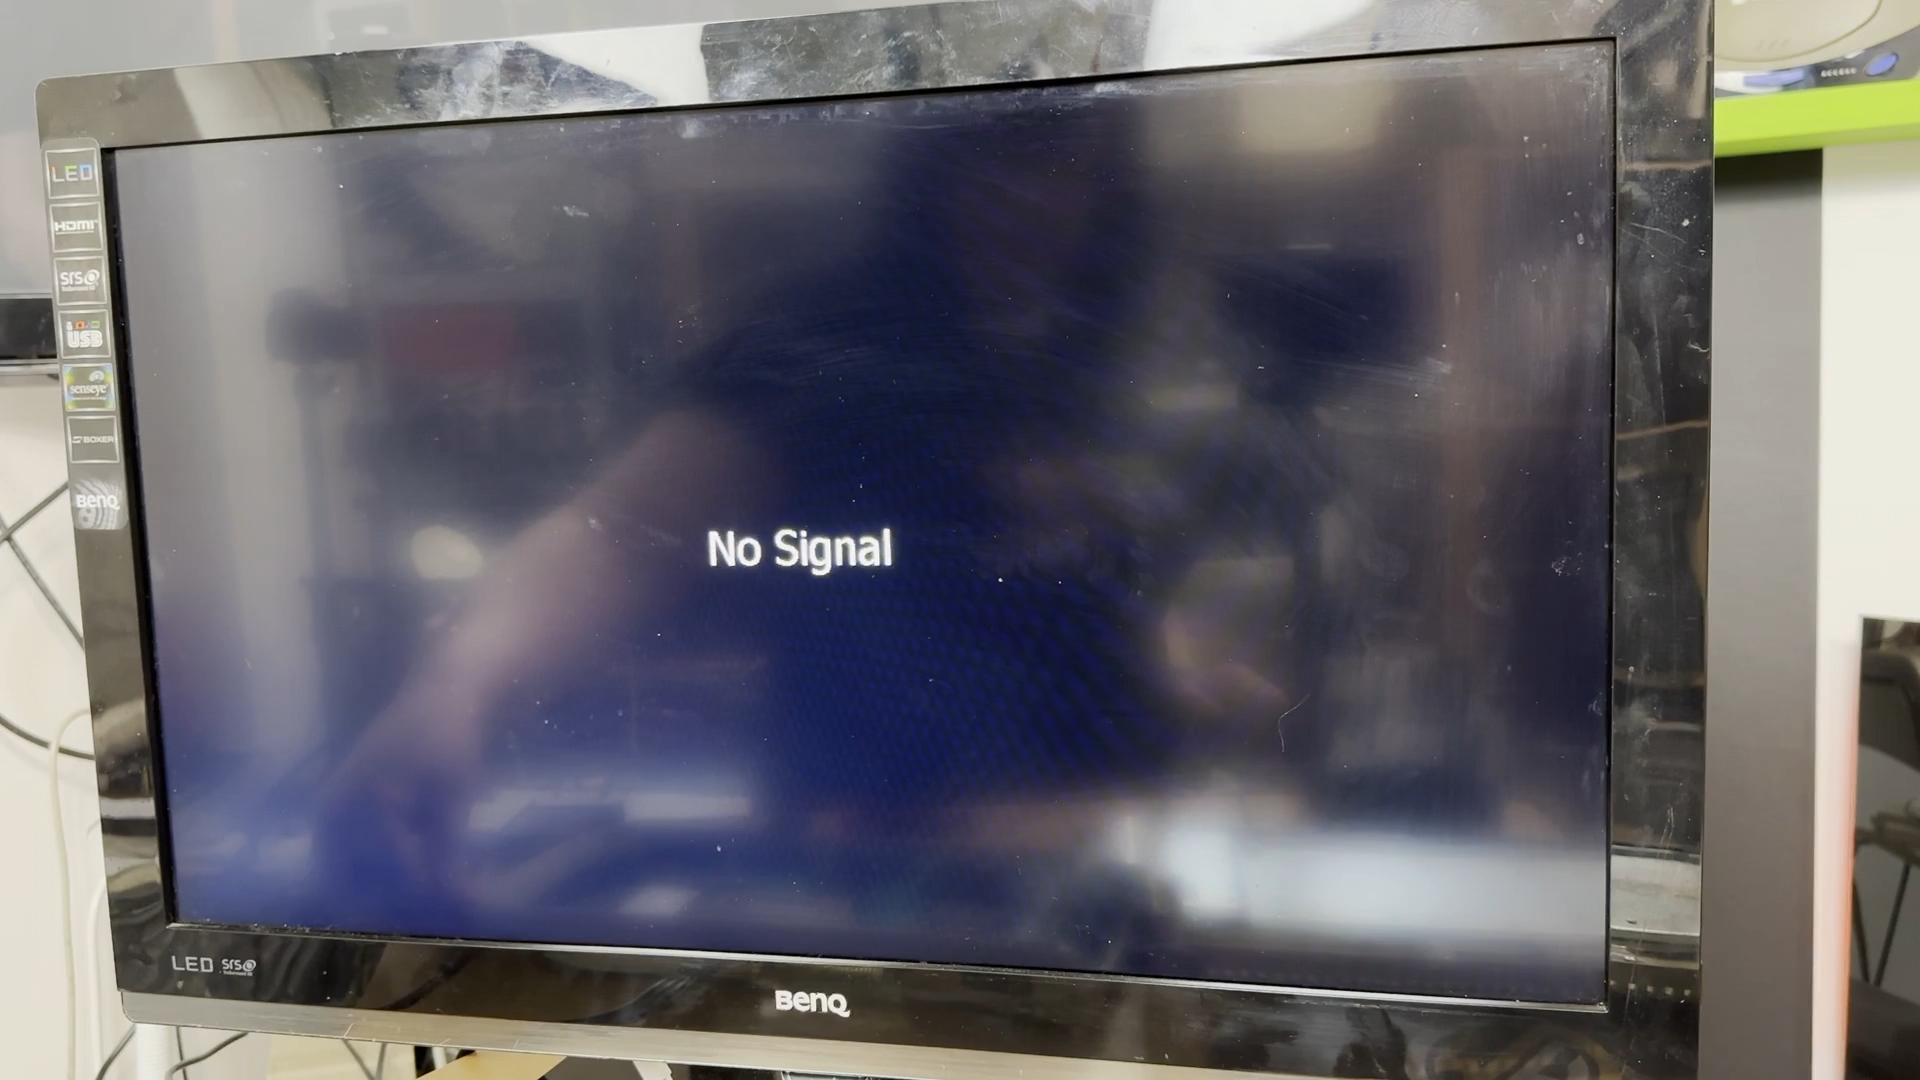 LED
HDMI
SRS
USB
senseye
BOXER
BenQ
No Signal
LED SRS
BenQ